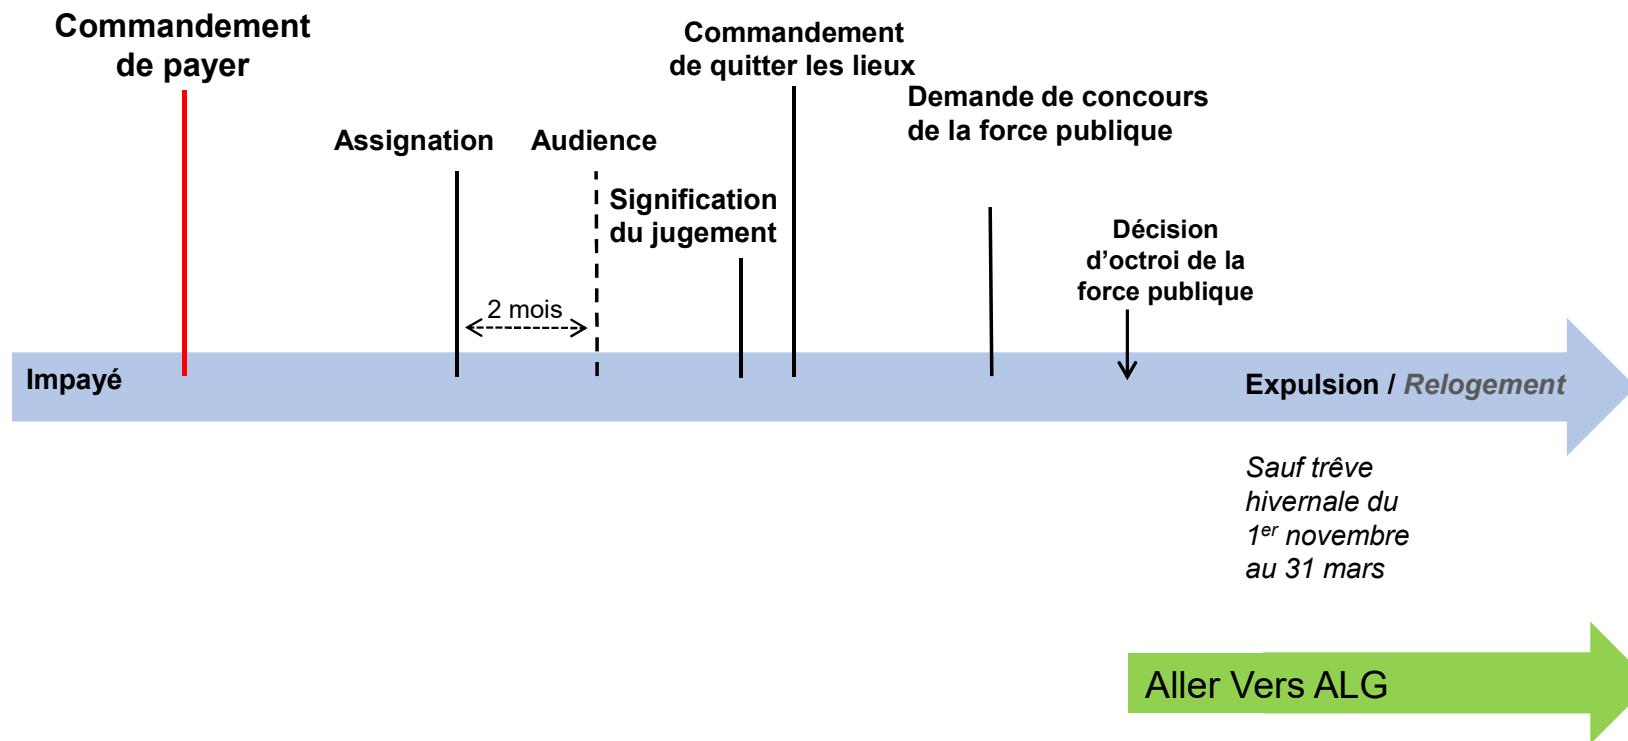 Commandement
de payer
Commandement
de quitter les lieux
Demande de concours
de la force publique
Assignation
Audience
Signification
du jugement
Décision
d’octroi de la
force publique
2 mois
Impayé
Expulsion / Relogement
Sauf trêve
hivernale du
1er novembre
au 31 mars
Aller Vers ALG